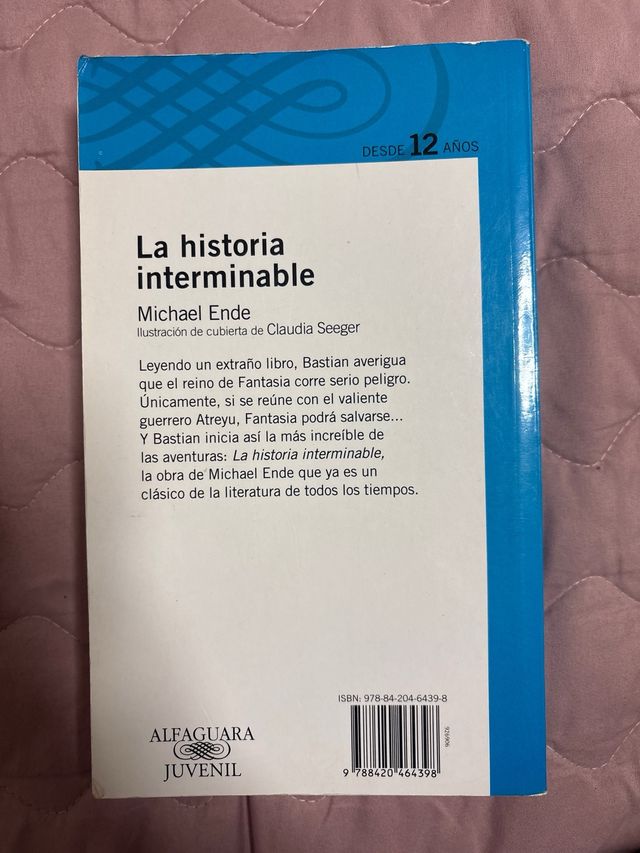 DESDE 12 AÑOS
La historia
interminable
Michael Ende
Ilustración de cubierta de Claudia Seeger
Leyendo un extraño libro, Bastian averigua
que el reino de Fantasia corre serio peligro.
Únicamente, si se reúne con el valiente
guerrero Atreyu, Fantasia podrá salvarse...
Y Bastian inicia así la más increíble de
las aventuras: La historia interminable,
la obra de Michael Ende que ya es un
clásico de la literatura de todos los tiempos.
ISBN: 978-84-204-6439-8
9 788420 464398
ALFAGUARA
JUVENIL